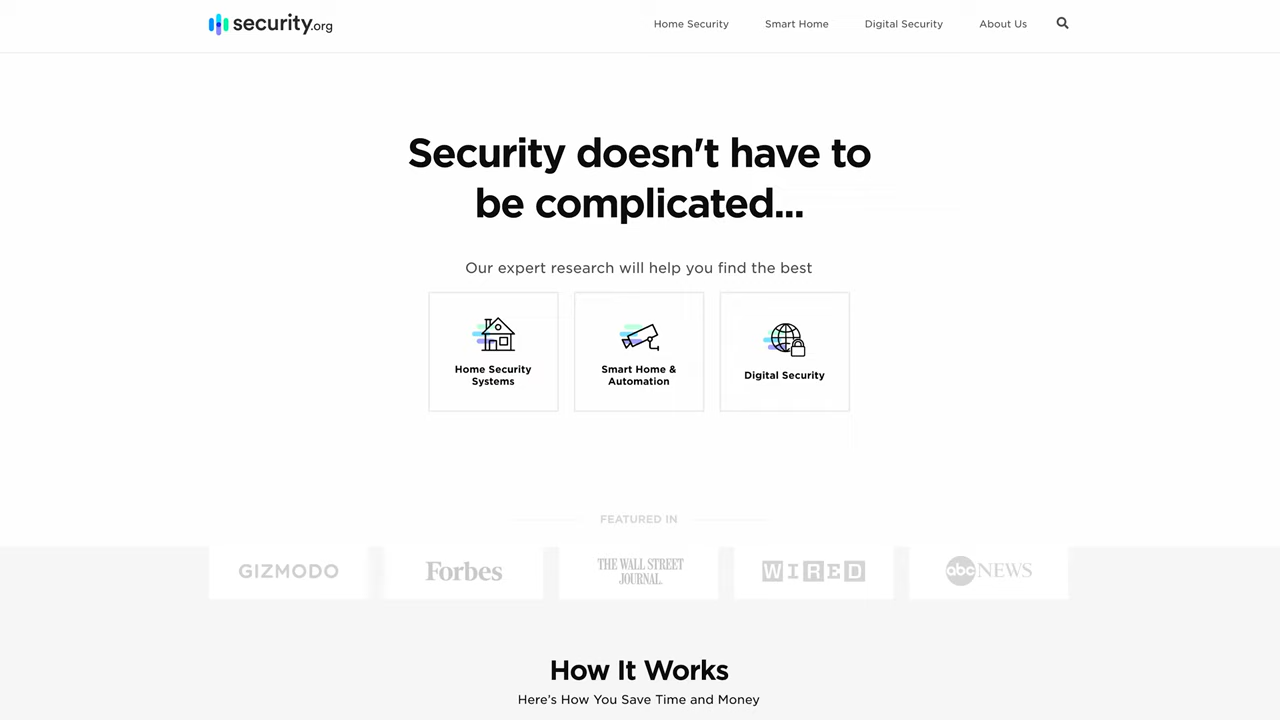 security.org
Home Security
Smart Home
Digital Security
About Us
Security doesn't have to
be complicated...
Our expert research will help you find the best
Home Security
Systems
Smart Home &
Automation
Digital Security
FEATURED IN
GIZMODO
Forbes
THE WALL STREET
JOURNAL.
WIRED
abc NEWS
How It Works
Here's How You Save Time and Money